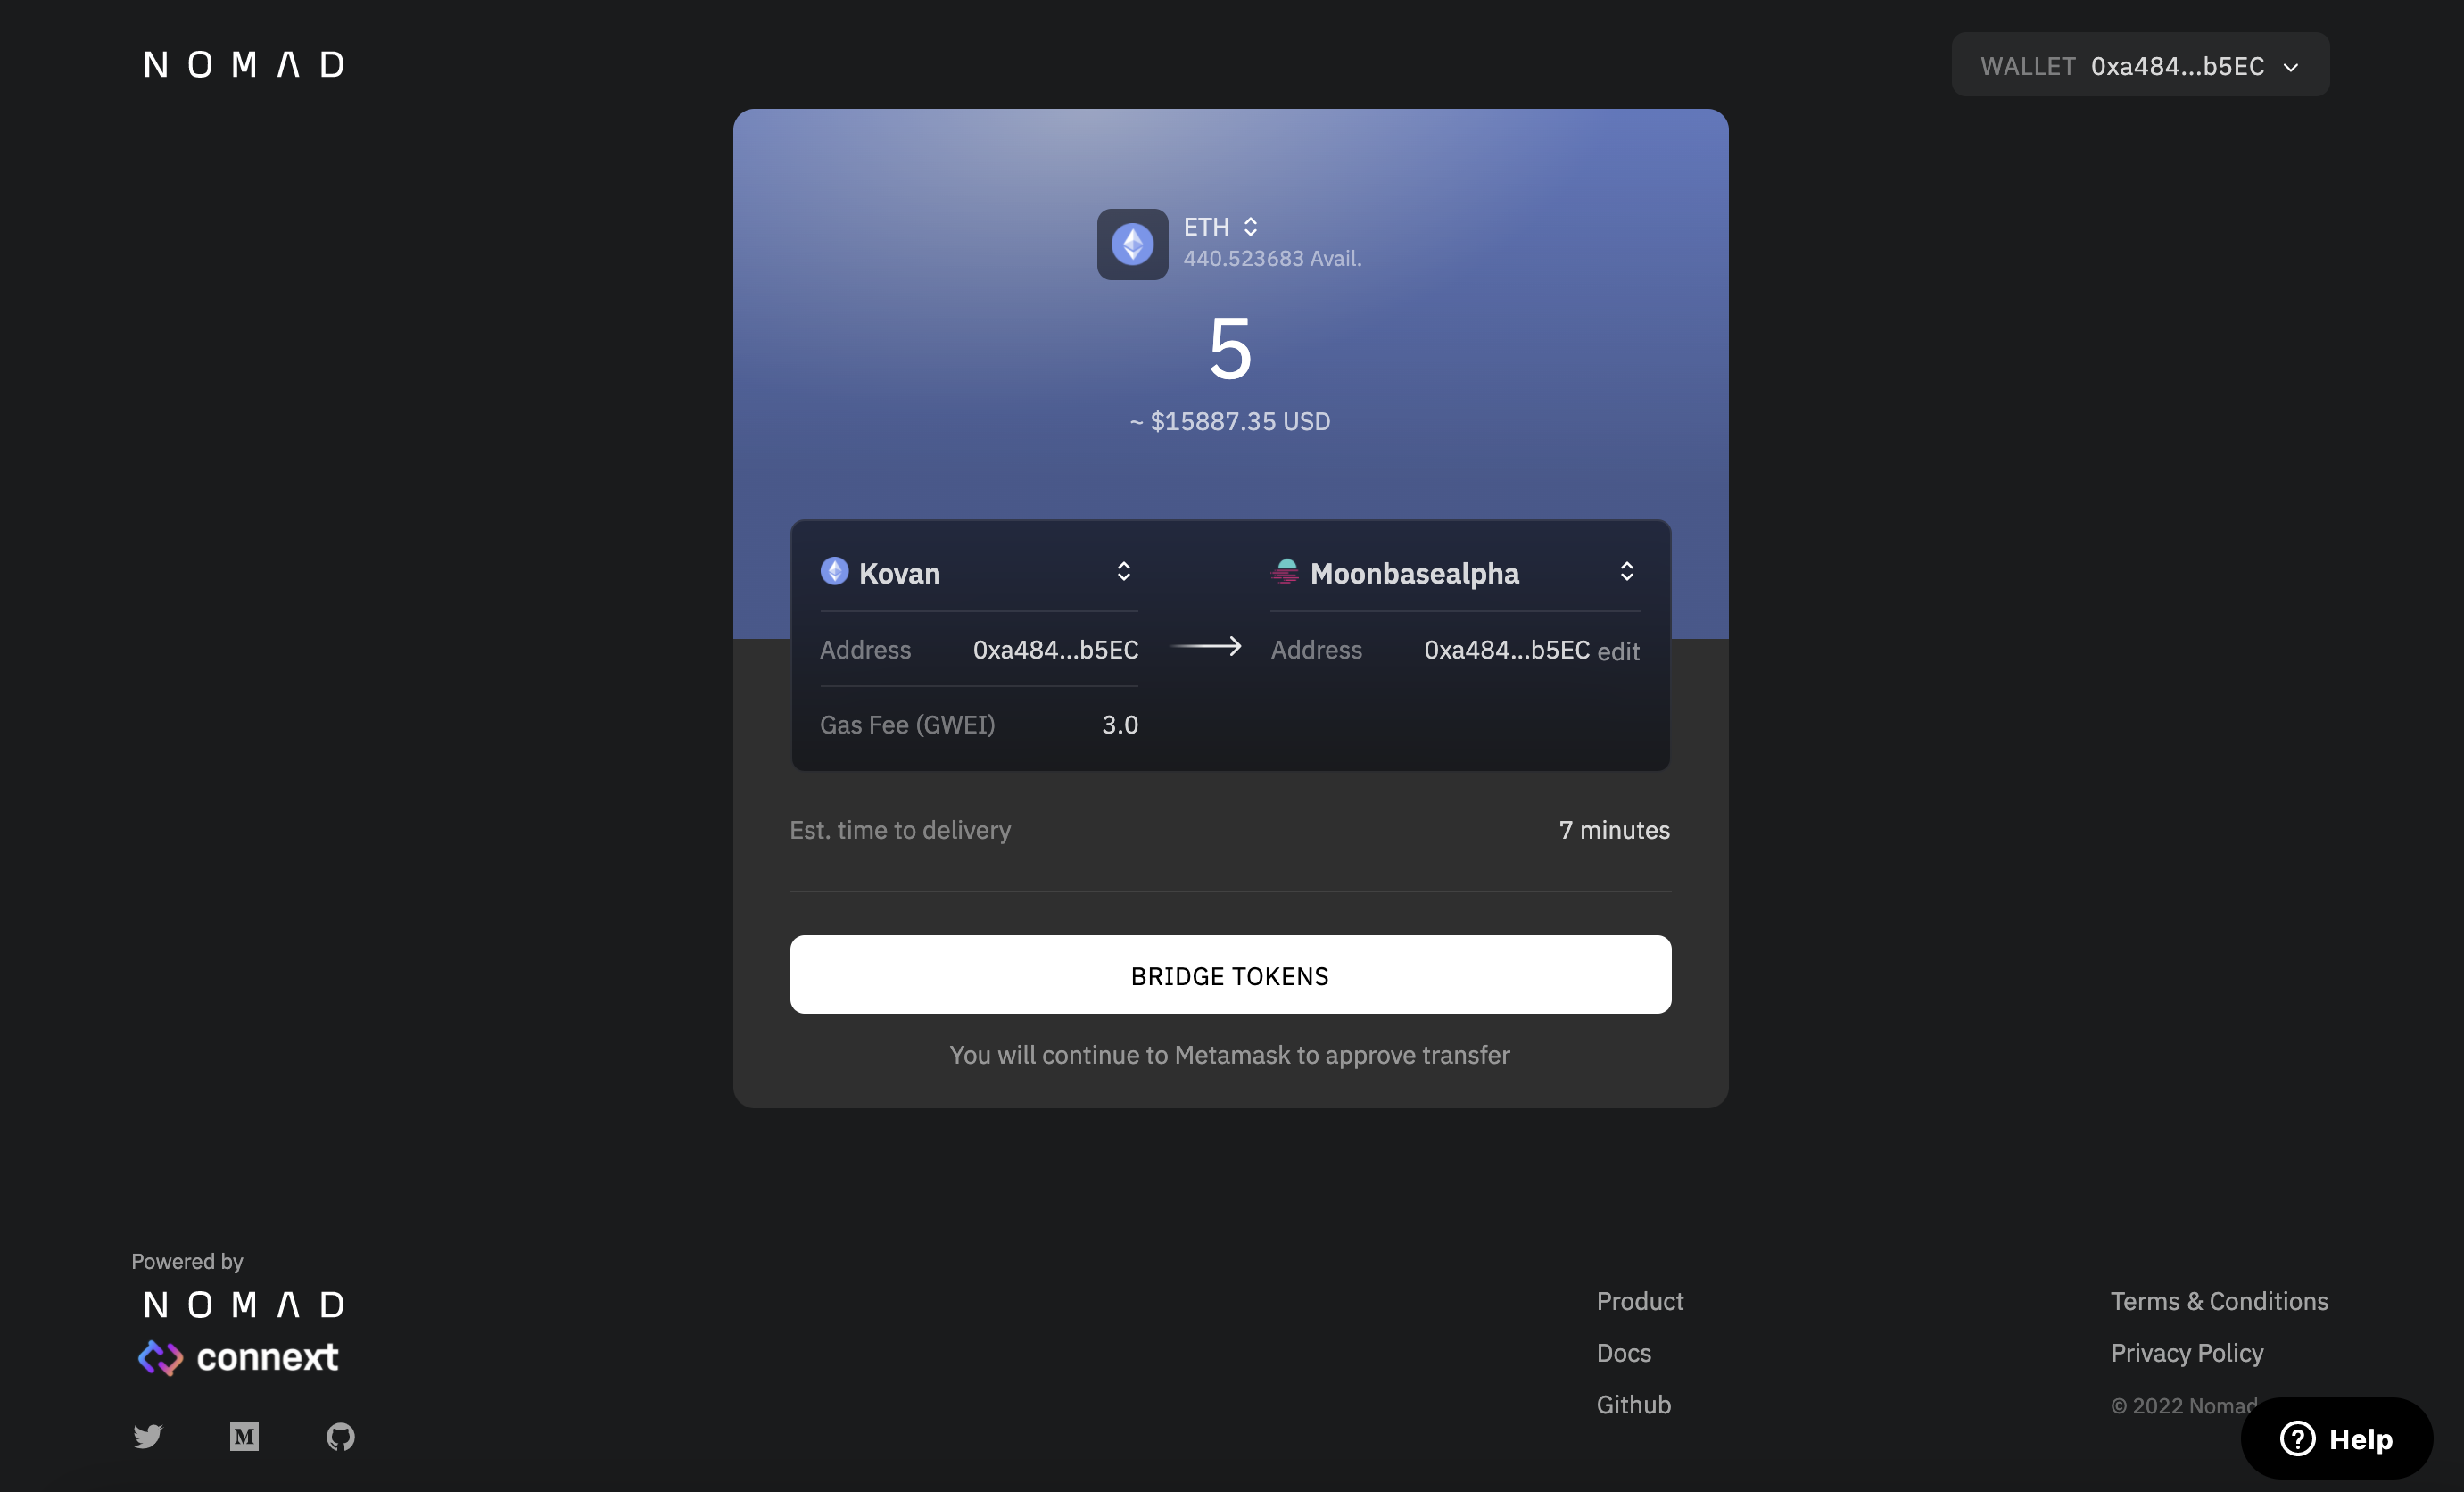 NOMAD
WALLET 0xa484...b5EC
ETH
440.523683 Avail.
5
~ $15887.35 USD
Kovan
Address 0xa484...b5EC
Gas Fee (GWEI) 3.0
Moonbasealpha
Address 0xa484...b5EC edit
Est. time to delivery 7 minutes
BRIDGE TOKENS
You will continue to Metamask to approve transfer
Powered by
NOMAD
connext
M
Product
Docs
Github
Terms & Conditions
Privacy Policy
© 2022 Nomad
? Help